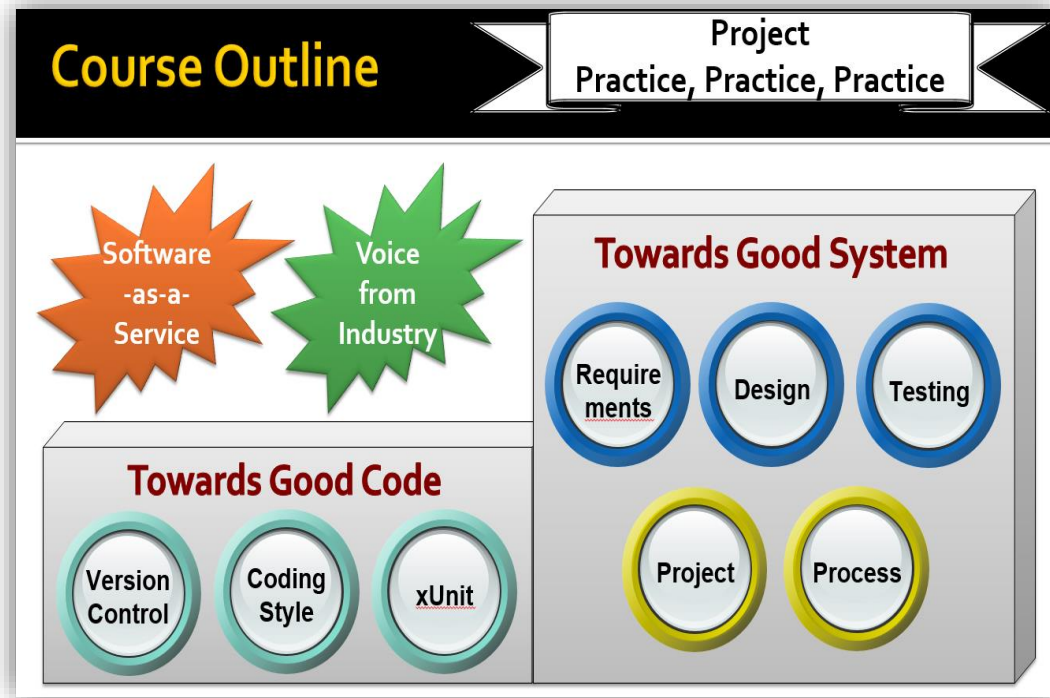 Course Outline
Project
Practice, Practice, Practice
Software
-as-a-
Service
Voice
from
Industry
Towards Good System
Require
ments
Design
Testing
Project
Process
Towards Good Code
Version
Control
Coding
Style
xUnit